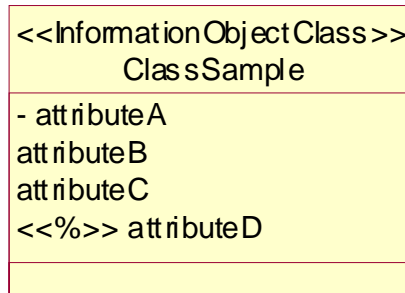 <<InformationObjectClass>>
ClassSample
- attributeA
attributeB
attributeC
<<%>> attributeD